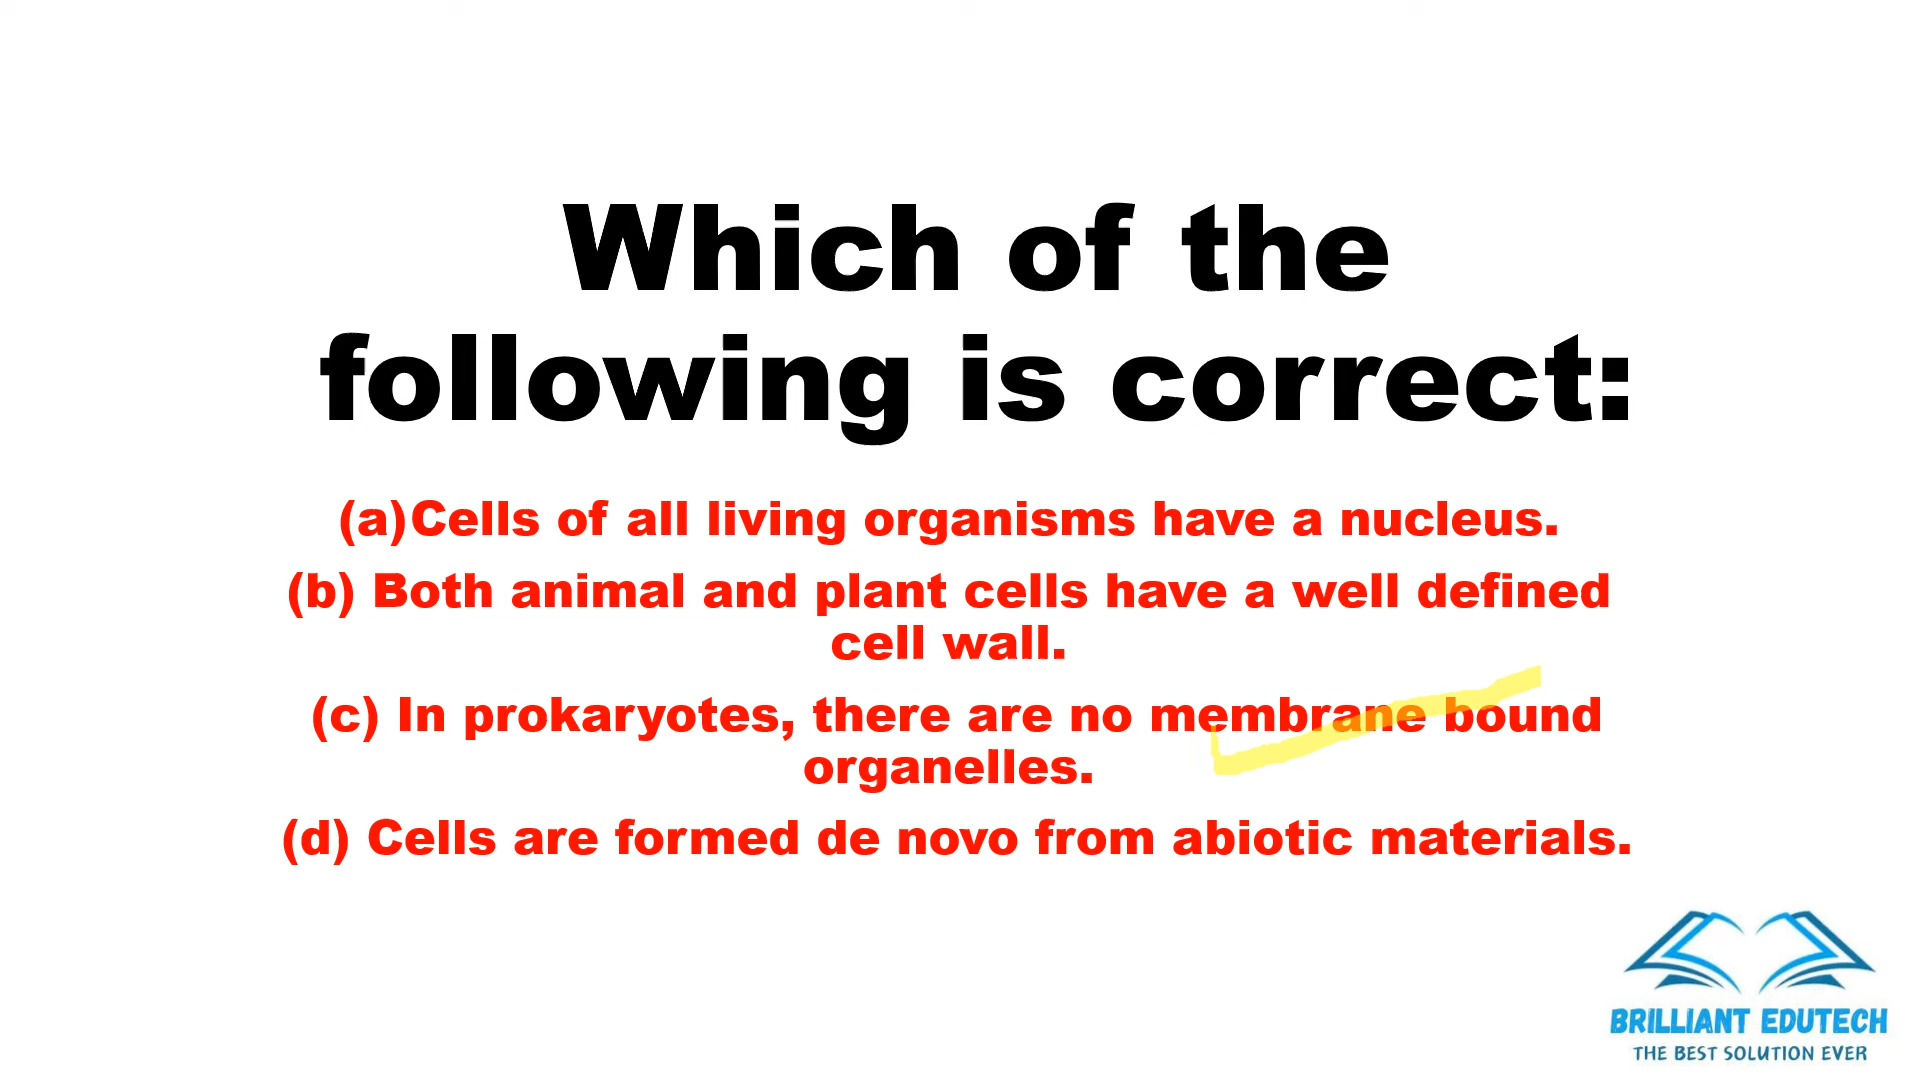 Which of the
following is correct:
(a)Cells of all living organisms have a nucleus.
(b) Both animal and plant cells have a well defined
cell wall.
(c) In prokaryotes, there are no membrane bound
organelles.
(d) Cells are formed de novo from abiotic materials.
BRILLIANT EDUTECH
THE BEST SOLUTION EVER